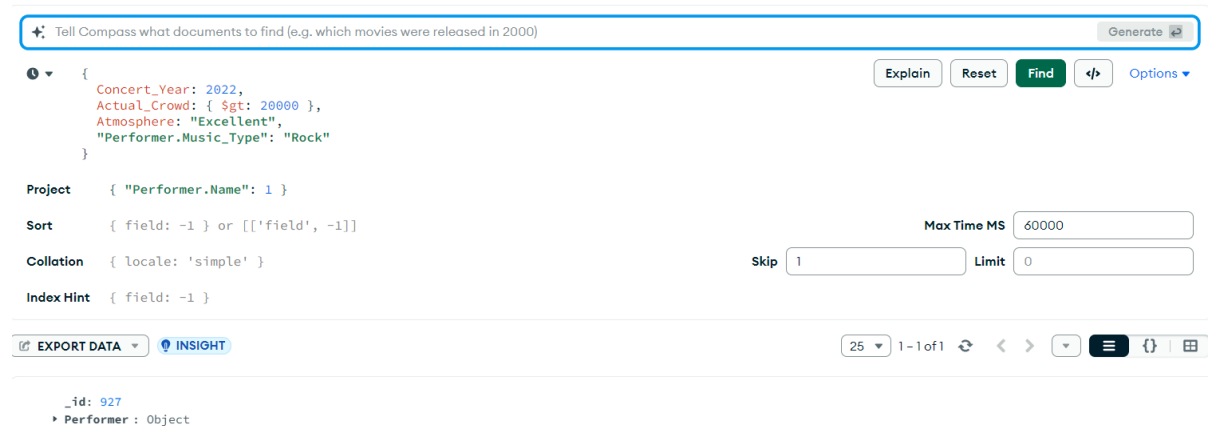 Tell Compass what documents to find (e.g. which movies were released in 2000) Generate
{ Explain Reset Find </> Options
Concert_Year: 2022,
Actual_Crowd: { $gt: 20000 },
Atmosphere: "Excellent",
"Performer.Music_Type": "Rock"
}
Project { "Performer.Name": 1 }
Sort { field: -1 } or [['field', -1]] Max Time MS 60000
Collation { locale: 'simple' } Skip 1 Limit 0
Index Hint { field: -1 }
EXPORT DATA INSIGHT 25 1 – 1 of 1 {}
_id: 927
Performer : Object